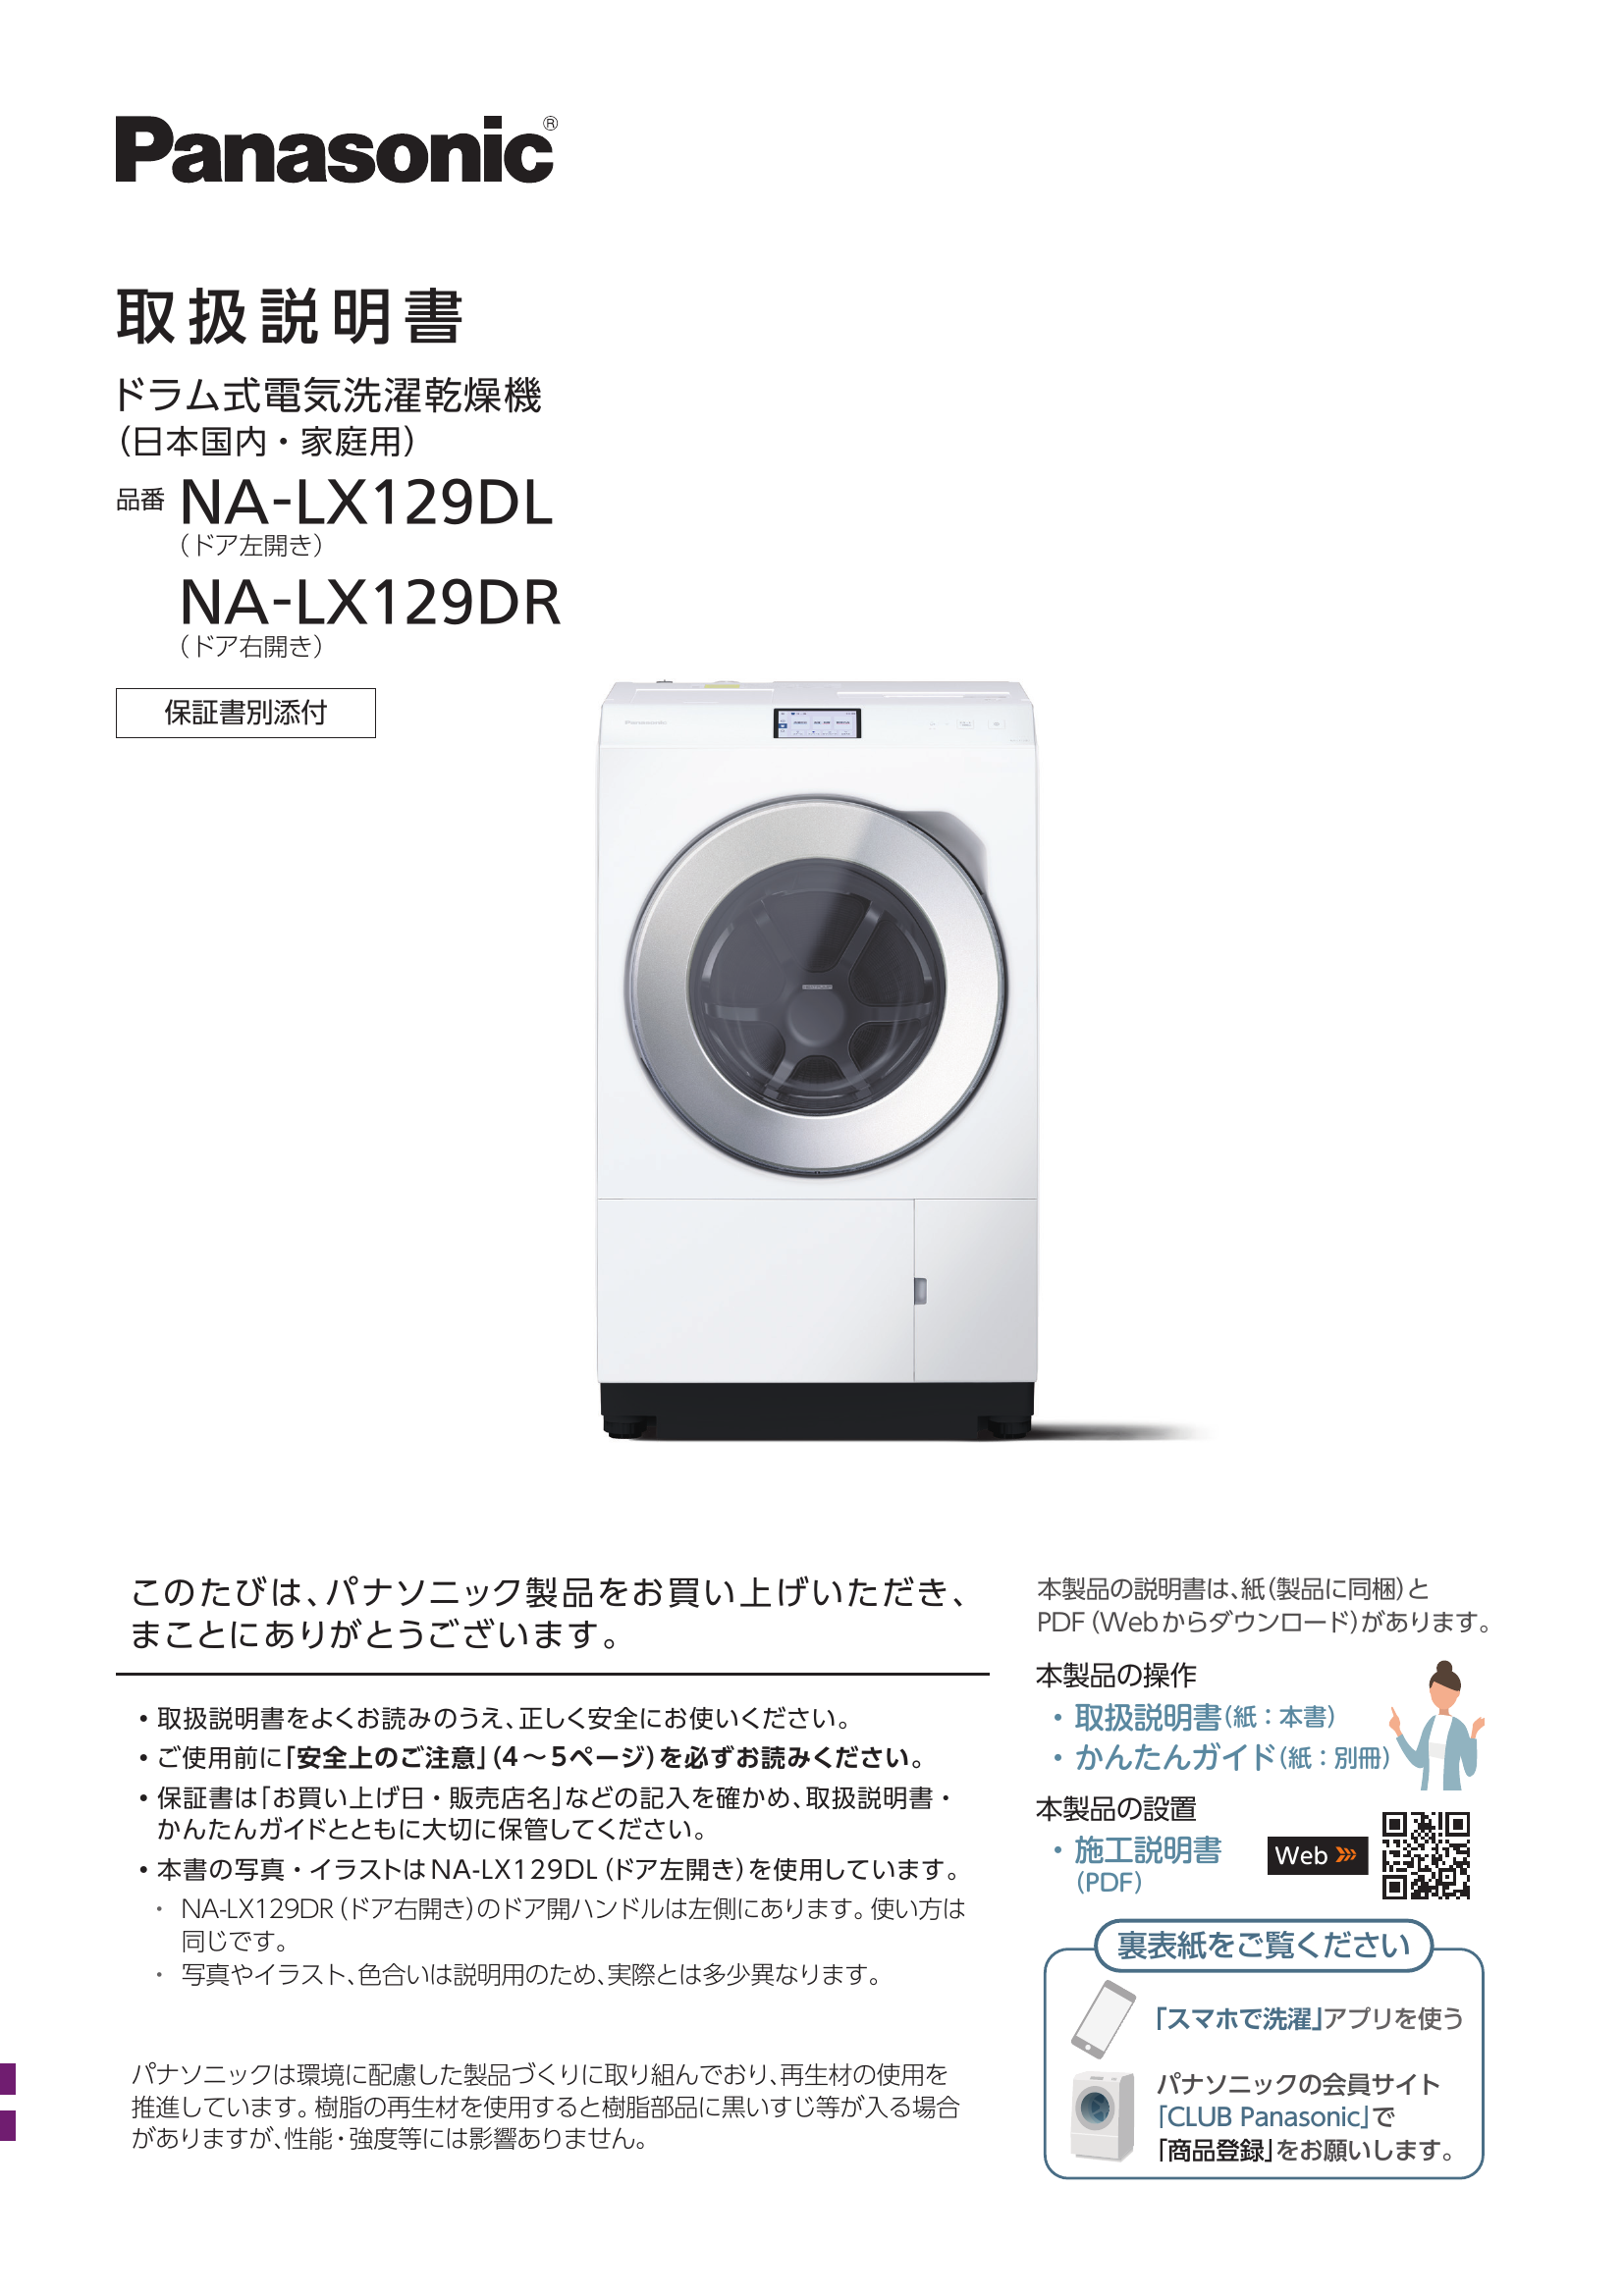 Panasonic®
取扱説明書
ドラム式電気洗濯乾燥機
（日本国内・家庭用）
品番 NA-LX129DL
（ドア左開き）
NA-LX129DR
（ドア右開き）
保証書別添付
Panasonic
このたびは、パナソニック製品をお買い上げいただき、
まことにありがとうございます。
• 取扱説明書をよくお読みのうえ、正しく安全にお使いください。
• ご使用前に「安全上のご注意」（4～5ページ）を必ずお読みください。
• 保証書は「お買い上げ日・販売店名」などの記入を確かめ、取扱説明書・
かんたんガイドとともに大切に保管してください。
• 本書の写真・イラストはNA-LX129DL（ドア左開き）を使用しています。
・ NA-LX129DR（ドア右開き）のドア開ハンドルは左側にあります。使い方は
同じです。
・ 写真やイラスト、色合いは説明用のため、実際とは多少異なります。
パナソニックは環境に配慮した製品づくりに取り組んでおり、再生材の使用を
推進しています。樹脂の再生材を使用すると樹脂部品に黒いすじ等が入る場合
がありますが、性能・強度等には影響ありません。
本製品の説明書は、紙（製品に同梱）と
PDF（Webからダウンロード）があります。
本製品の操作
・取扱説明書（紙：本書）
・かんたんガイド（紙：別冊）
本製品の設置
・施工説明書
（PDF）
Web
裏表紙をご覧ください
「スマホで洗濯」アプリを使う
パナソニックの会員サイト
「CLUB Panasonic」で
「商品登録」をお願いします。